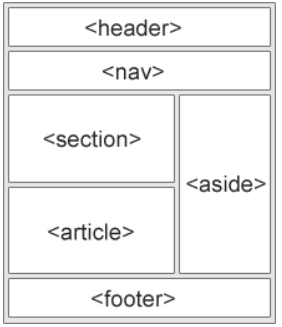 <header>
<nav>
<section>
<aside>
<article>
<footer>